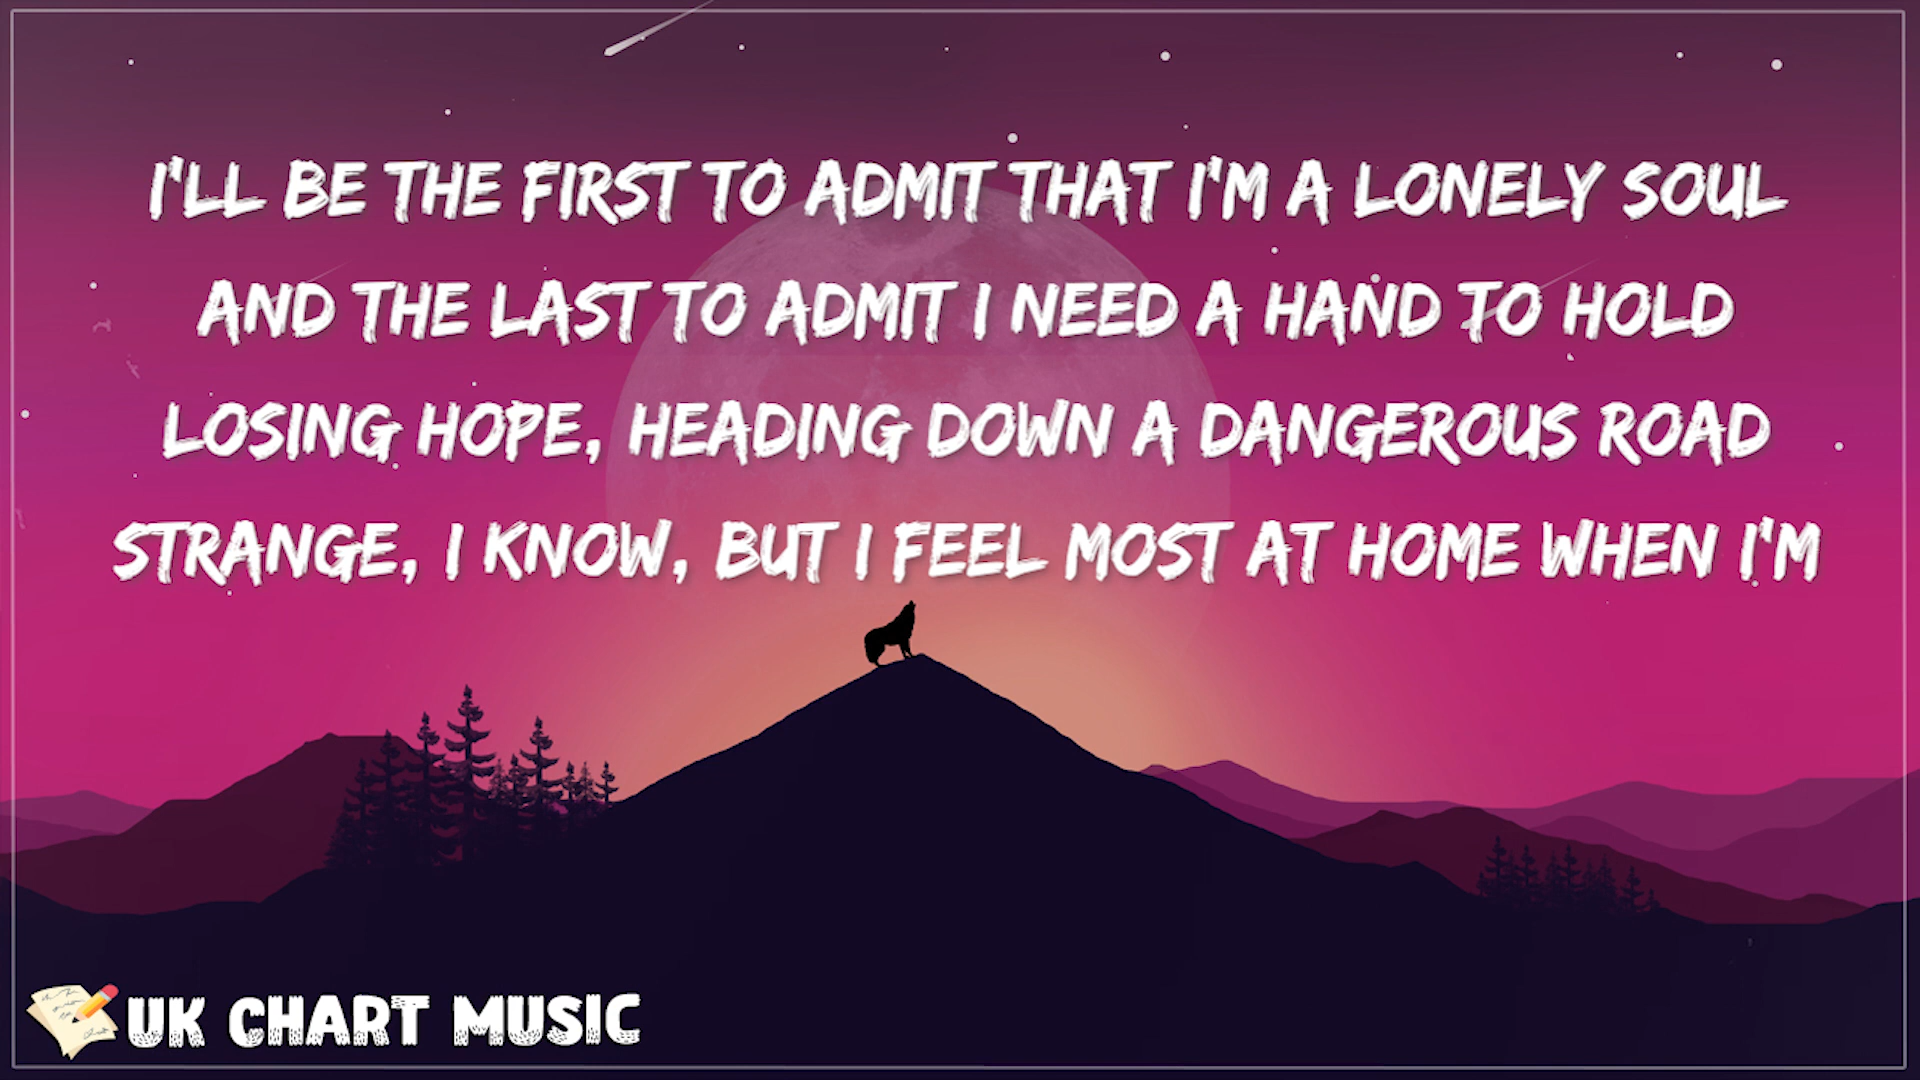 I'LL BE THE FIRST TO ADMIT THAT I'M A LONELY SOUL
AND THE LAST TO ADMIT I NEED A HAND TO HOLD
LOSING HOPE, HEADING DOWN A DANGEROUS ROAD
STRANGE, I KNOW, BUT I FEEL MOST AT HOME WHEN I'M
UK CHART MUSIC